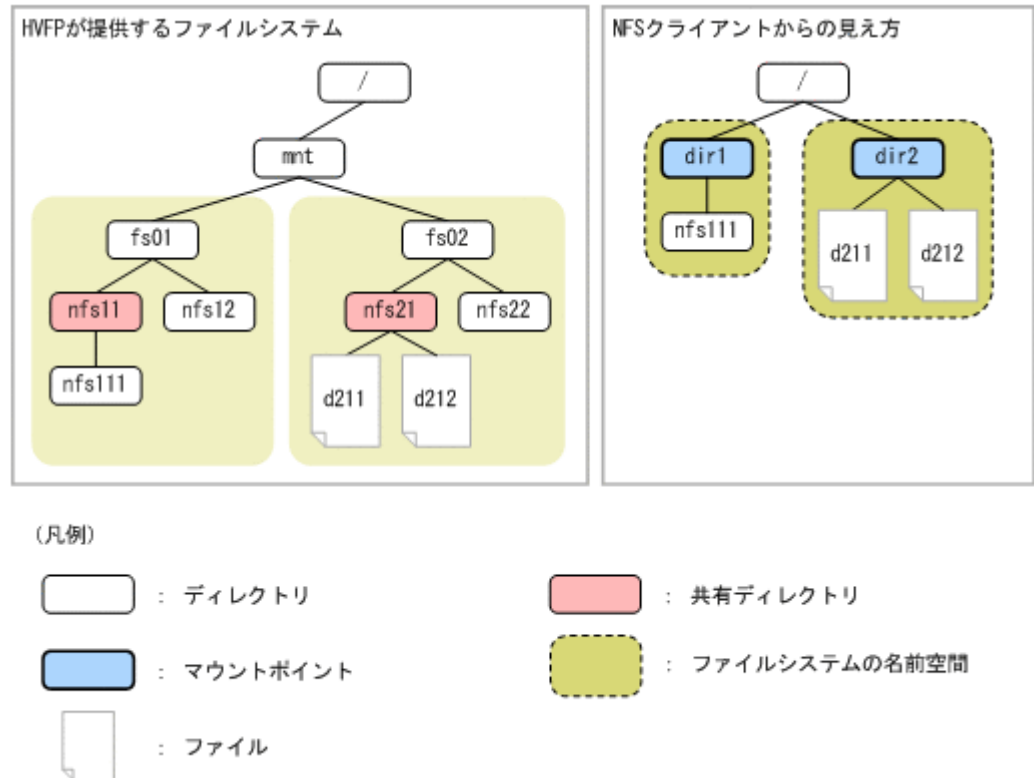 HVFPが提供するファイルシステム
/
mnt
fs01
fs02
nfs11
nfs12
nfs21
nfs22
nfs111
d211
d212
NFSクライアントからの見え方
/
dir1
dir2
nfs111
d211
d212
(凡例)
: ディレクトリ
: 共有ディレクトリ
: マウントポイント
: ファイルシステムの名前空間
: ファイル